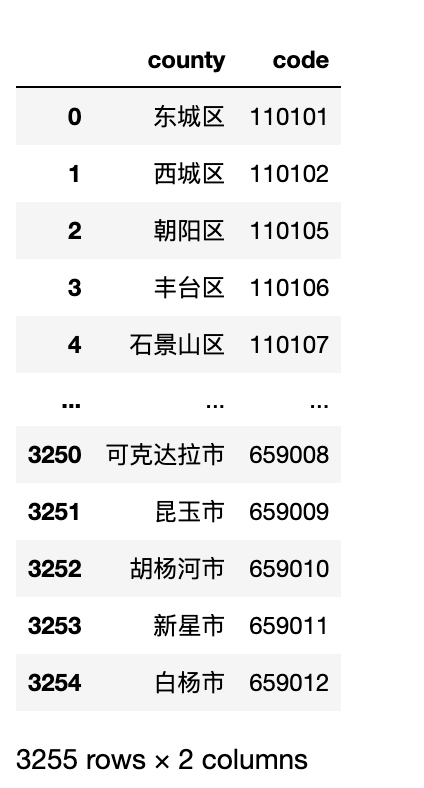 county code
0 东城区 110101
1 西城区 110102
2 朝阳区 110105
3 丰台区 110106
4 石景山区 110107
... ... ...
3250 可克达拉市 659008
3251 昆玉市 659009
3252 胡杨河市 659010
3253 新星市 659011
3254 白杨市 659012
3255 rows × 2 columns